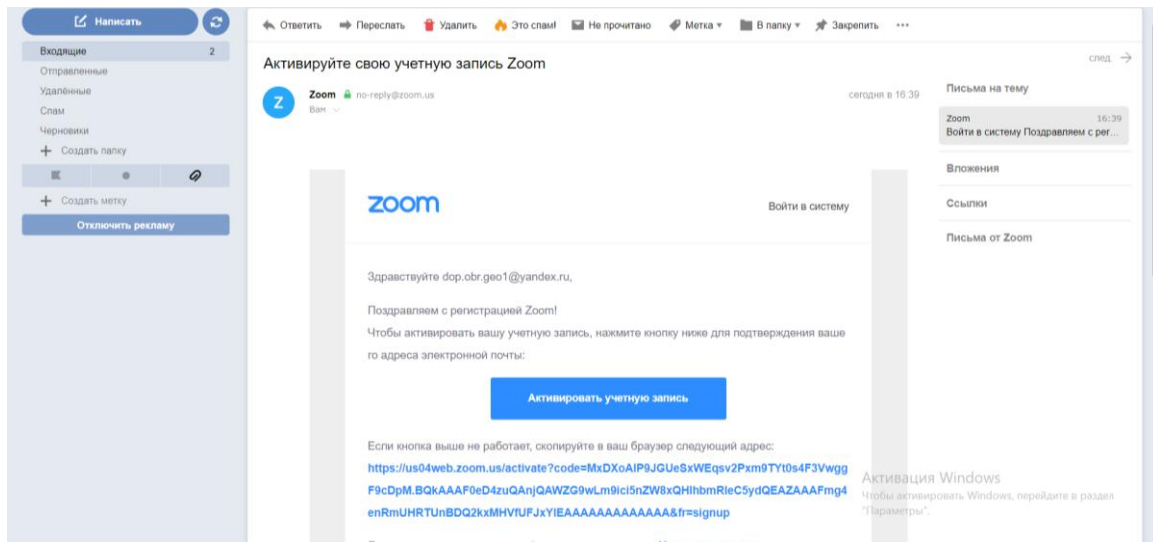 Написать
Ответить Переслать Удалить Это спам! Не прочитано Метка В папку Закрепить ...
Входящие 2
Отправленные
Удалённые
Спам
Черновики
Создать папку
Создать метку
Отключить рекламу
Активируйте свою учетную запись Zoom
след.
Z
Zoom no-reply@zoom.us сегодня в 16:39
Вам
zoom
Войти в систему
Здравствуйте dop.obr.geo1@yandex.ru,
Поздравляем с регистрацией Zoom!
Чтобы активировать вашу учетную запись, нажмите кнопку ниже для подтверждения ваше
го адреса электронной почты:
Активировать учетную запись
Если кнопка выше не работает, скопируйте в ваш браузер следующий адрес:
https://us04web.zoom.us/activate?code=MxDXoAIP9JGUeSxWEqsv2Pxm9TYt0s4F3Vwgg
F9cDpM.BQkAAAF0eD4zuQAnjQAWZG9wLm9ici5nZW8xQHlhbmRleC5ydQEAZAAAFmg4
enRmUHRTUnBDQ2kxMHVfUFJxYlEAAAAAAAAAAAAA&fr=signup
Письма на тему
Zoom 16:39
Войти в систему Поздравляем с рег...
Вложения
Ссылки
Письма от Zoom
Активация Windows
Чтобы активировать Windows, перейдите в раздел
"Параметры".